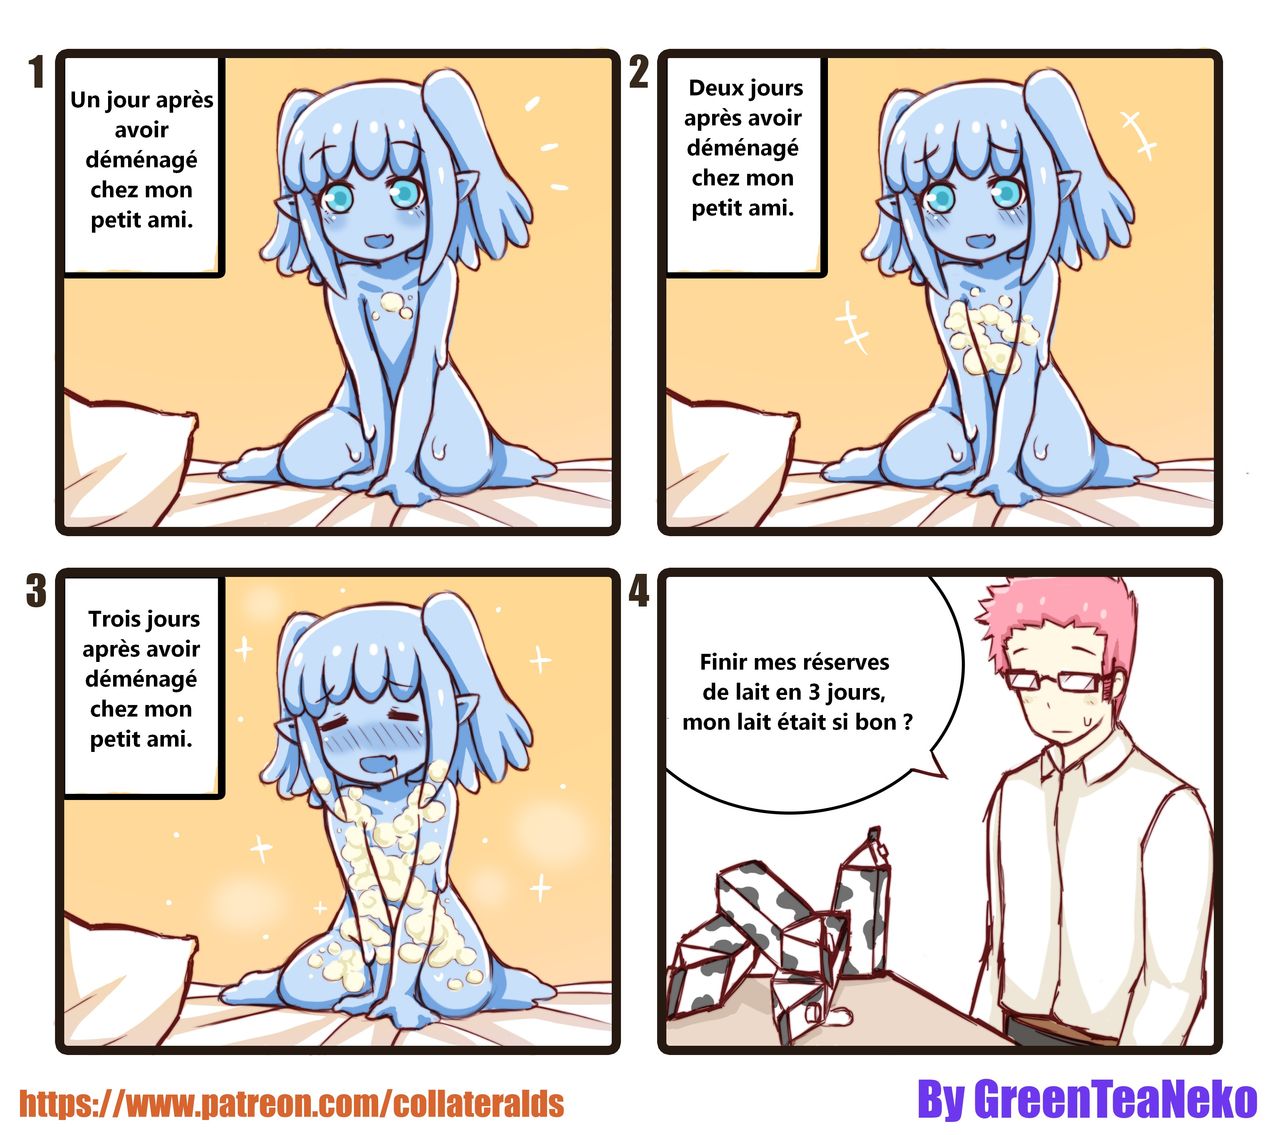 1
Un jour après
avoir
déménagé
chez mon
petit ami.
2
Deux jours
après avoir
déménagé
chez mon
petit ami.
3
Trois jours
après avoir
déménagé
chez mon
petit ami.
4
Finir mes réserves
de lait en 3 jours,
mon lait était si bon ?
https://www.patreon.com/collateralds
By GreenTeaNeko